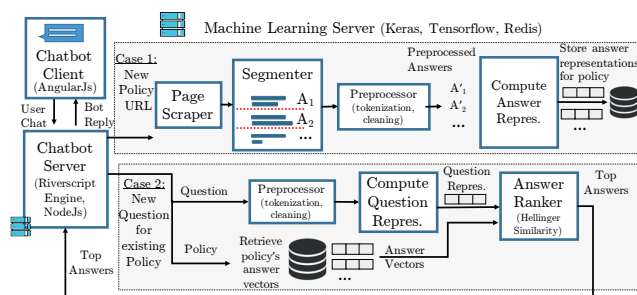 Machine Learning Server (Keras, Tensorflow, Redis)
Chatbot
Client
(AngularJs)
User
Chat
Bot
Reply
Chatbot
Server
(Riverscript
Engine,
NodeJs)
Top
Answers
Case 1:
New
Policy
URL
Page
Scraper
Segmenter
A1
A2
...
Preprocessor
(tokenization,
cleaning)
Preprocessed
Answers
A'1
A'2
...
Compute
Answer
Repres.
Store answer
representations
for policy
...
Case 2:
New
Question
for
existing
Policy
Question
Policy
Preprocessor
(tokenization,
cleaning)
Compute
Question
Repres.
Question
Repres.
Retrieve
policy's
answer
vectors
...
Answer
Vectors
Answer
Ranker
(Hellinger
Similarity)
Top
Answers